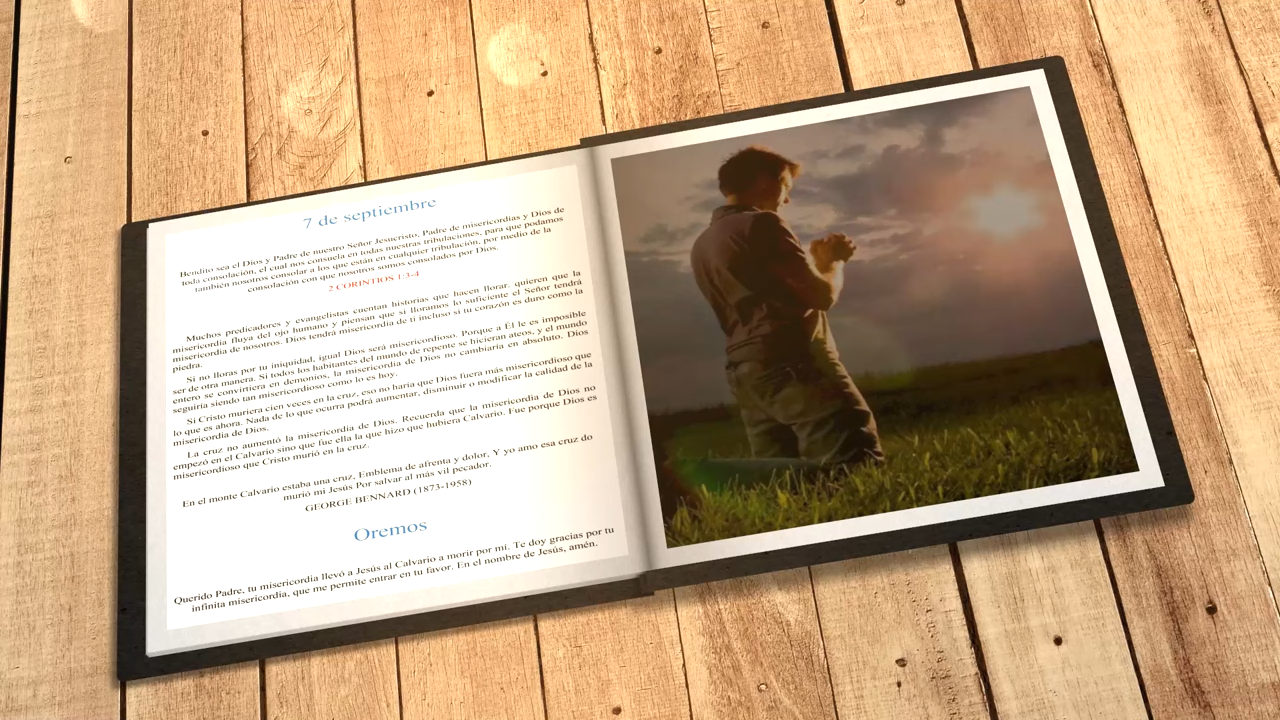 7 de septiembre
Bendito sea el Dios y Padre de nuestro Señor Jesucristo, Padre de misericordias y Dios de
toda consolación, el cual nos consuela en todas nuestras tribulaciones, para que podamos
también nosotros consolar a los que están en cualquier tribulación, por medio de la
consolación con que nosotros somos consolados por Dios.
2 CORINTIOS 1:3-4
Muchos predicadores y evangelistas cuentan historias que hacen llorar. quieren que la
misericordia fluya del ojo humano y piensan que si lloramos lo suficiente el Señor tendrá
misericordia de nosotros. Dios tendrá misericordia de ti incluso si tu corazón es duro como la
piedra.
Si no lloras por tu iniquidad, igual Dios será misericordioso. Porque a Él le es imposible
ser de otra manera. Si todos los habitantes del mundo de repente se hicieran ateos, y el mundo
entero se convirtiera en demonios, la misericordia de Dios no cambiaría en absoluto. Dios
seguiría siendo tan misericordioso como lo es hoy.
Si Cristo muriera cien veces en la cruz, eso no haría que Dios fuera más misericordioso que
lo que es ahora. Nada de lo que ocurra podrá aumentar, disminuir o modificar la calidad de la
misericordia de Dios.
La cruz no aumentó la misericordia de Dios. Recuerda que la misericordia de Dios no
empezó en el Calvario sino que fue ella la que hizo que hubiera Calvario. Fue porque Dios es
misericordioso que Cristo murió en la cruz.
En el monte Calvario estaba una cruz, Emblema de afrenta y dolor, Y yo amo esa cruz do
murió mi Jesús Por salvar al más vil pecador.
GEORGE BENNARD (1873-1958)
Oremos
Querido Padre, tu misericordia llevó a Jesús al Calvario a morir por mí. Te doy gracias por tu
infinita misericordia, que me permite entrar en tu favor. En el nombre de Jesús, amén.